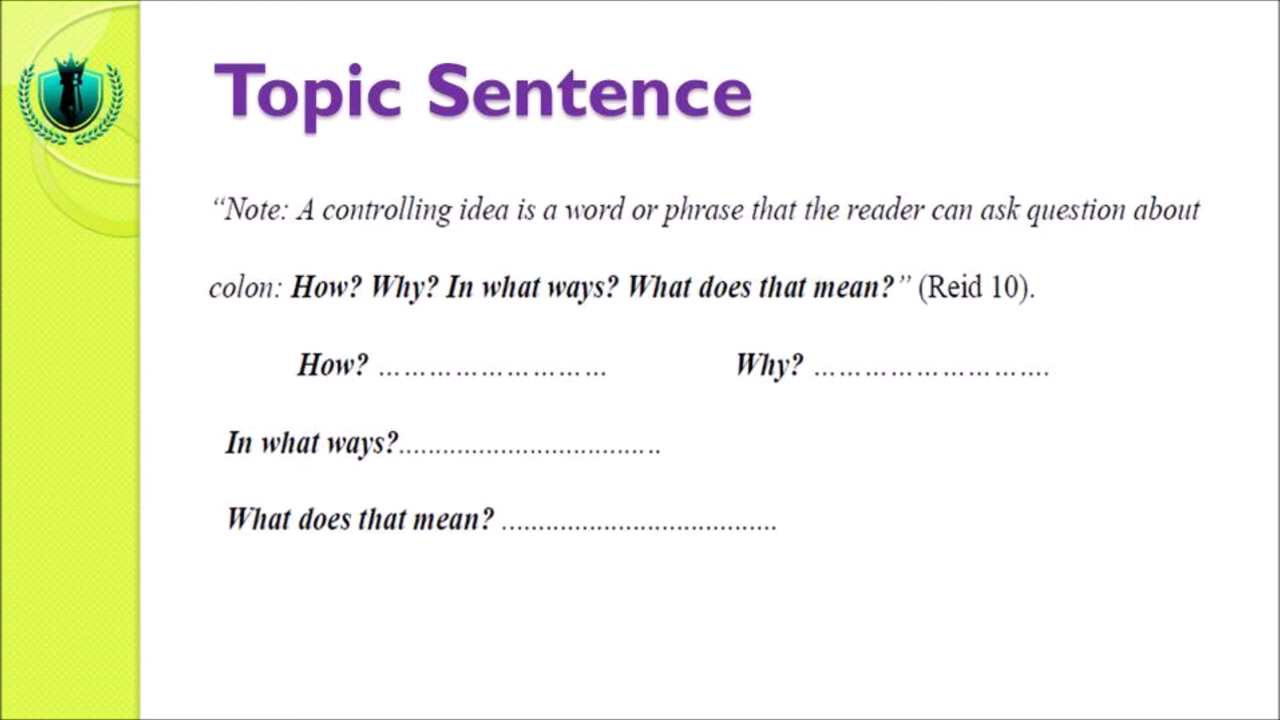 Topic Sentence
“Note: A controlling idea is a word or phrase that the reader can ask question about
colon: How? Why? In what ways? What does that mean?” (Reid 10).
How? ……………………… Why? ……………………….
In what ways?....................................
What does that mean? .....................................